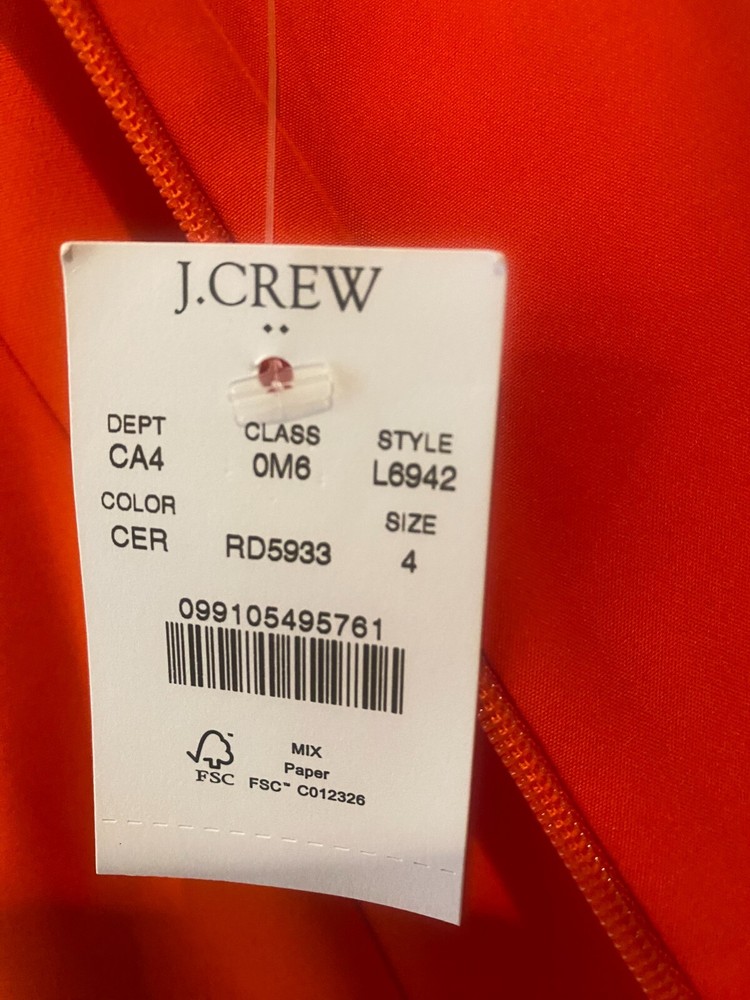 J.CREW
DEPT CLASS STYLE
CA4 0M6 L6942
COLOR SIZE
CER RD5933 4
099105495761
FSC
MIX
Paper
FSC™ C012326